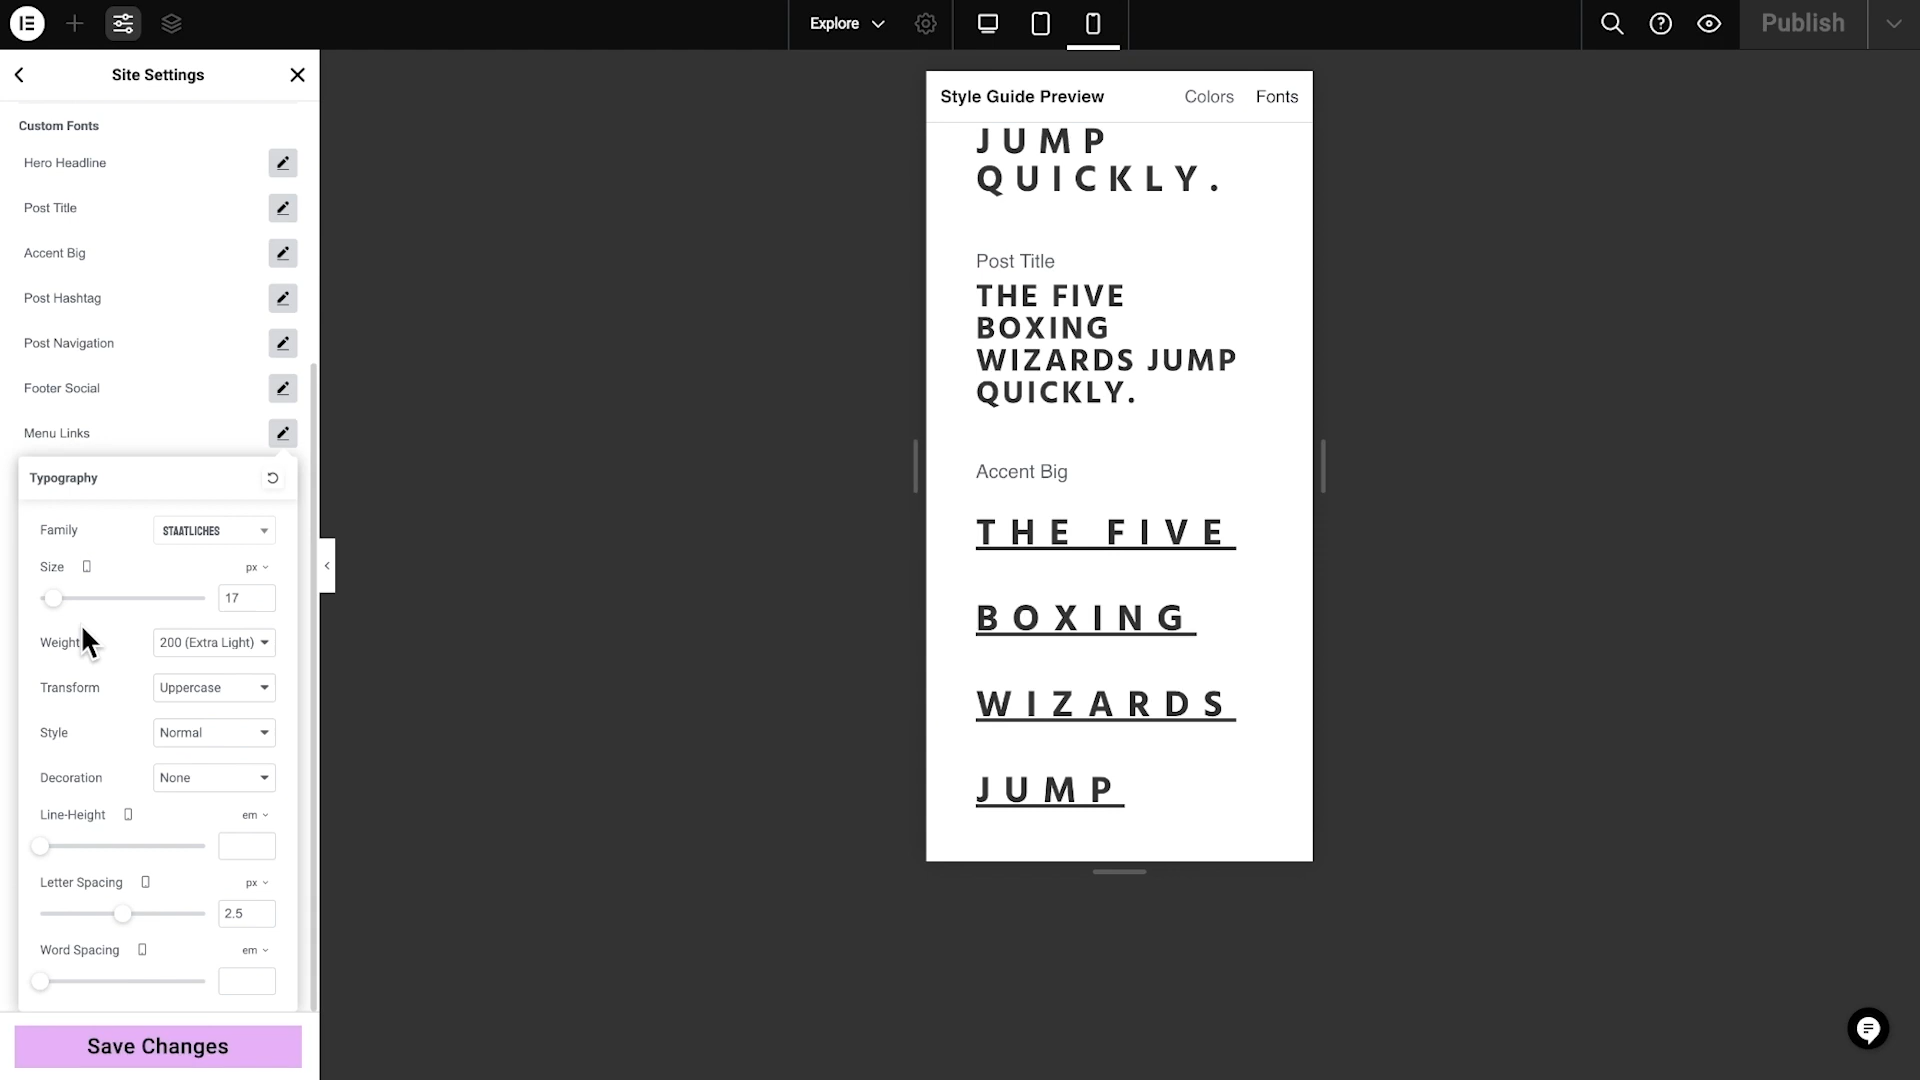 Explore
Publish
Site Settings
Custom Fonts
Hero Headline
Post Title
Accent Big
Post Hashtag
Post Navigation
Footer Social
Menu Links
Typography
Family STAATLICHES
Size px
17
Weight 200 (Extra Light)
Transform Uppercase
Style Normal
Decoration None
Line-Height em
Letter Spacing px
2.5
Word Spacing em
Save Changes
Style Guide Preview Colors Fonts
JUMP
QUICKLY.
Post Title
THE FIVE
BOXING
WIZARDS JUMP
QUICKLY.
Accent Big
THE FIVE
BOXING
WIZARDS
JUMP